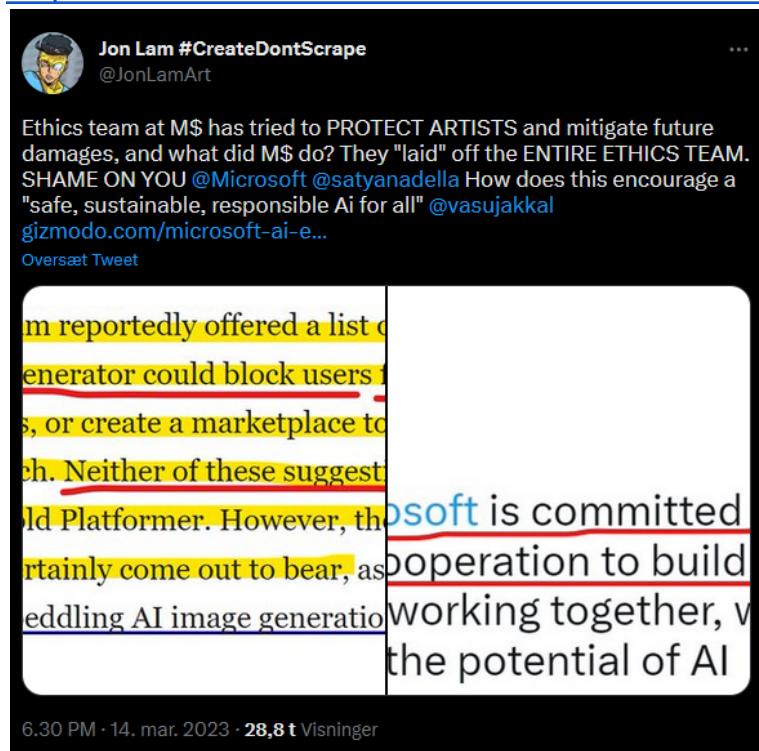 Jon Lam #CreateDontScrape
@JonLamArt
Ethics team at M$ has tried to PROTECT ARTISTS and mitigate future
damages, and what did M$ do? They "laid" off the ENTIRE ETHICS TEAM.
SHAME ON YOU @Microsoft @satyanadella How does this encourage a
"safe, sustainable, responsible Ai for all" @vasujakkal
gizmodo.com/microsoft-ai-e...
Oversæt Tweet
m reportedly offered a list
enerator could block users
s, or create a marketplace to
ch. Neither of these suggesti
ld Platformer. However, th
rtainly come out to bear, as
eddling AI image generatio
osoft is committed
ooperation to build
working together, w
the potential of AI
6.30 PM · 14. mar. 2023 · 28,8 t Visninger